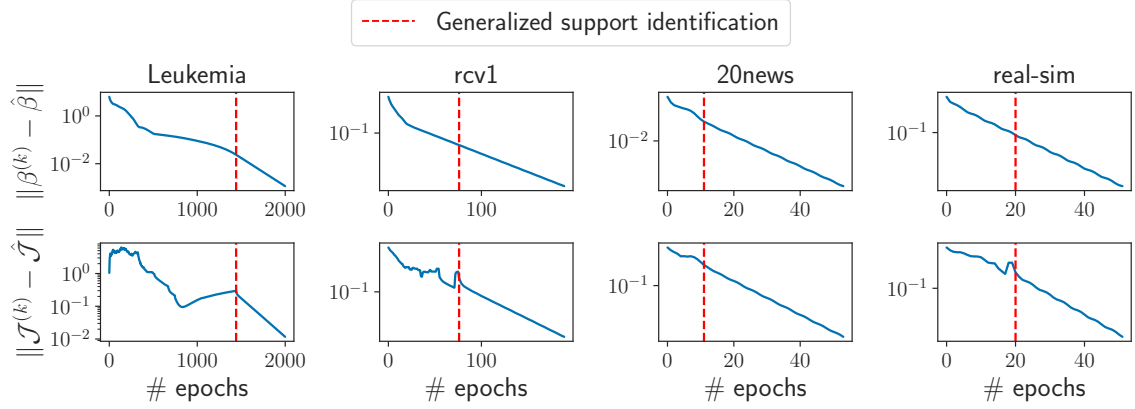 Generalized support identification
Leukemia rcv1 20news real-sim
||β^(k) − β̂||
10^0
10^−2
10^−1
10^−2
10^−1
0 1000 2000 0 100 0 20 40 0 20 40
||𝒥^(k) − 𝒥̂||
10^0
10^−1
10^−2
10^−1
10^−1
10^−1
0 1000 2000 0 100 0 20 40 0 20 40
# epochs # epochs # epochs # epochs